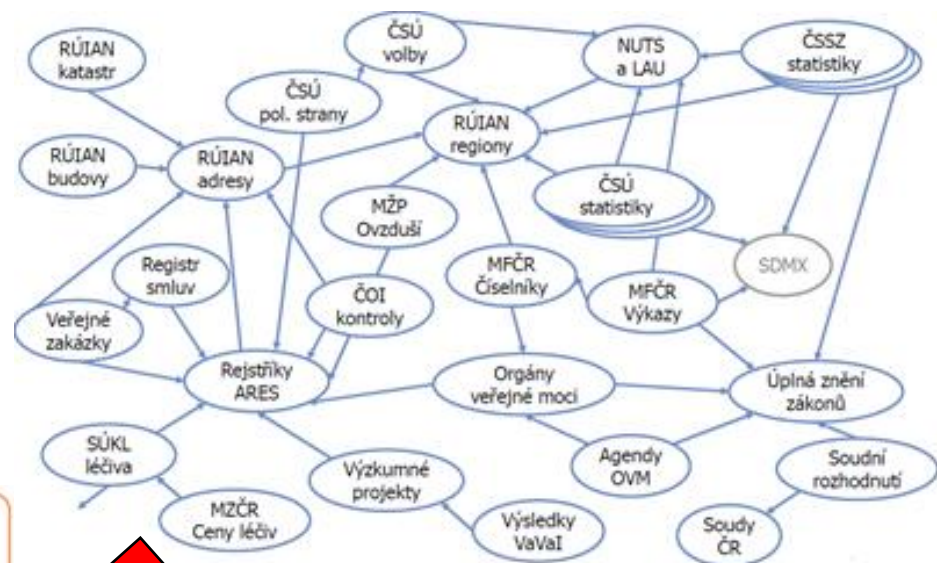 RÚIAN
katastr
ČSÚ
volby
NUTS
a LAU
ČSSZ
statistiky
ČSÚ
pol. strany
RÚIAN
regiony
RÚIAN
budovy
RÚIAN
adresy
ČSÚ
statistiky
MŽP
Ovzduší
Registr
smluv
SDMX
MFČR
Číselníky
ČOI
kontroly
MFČR
Výkazy
Veřejné
zakázky
Rejstříky
ARES
Orgány
veřejné moci
Úplná znění
zákonů
SÚKL
léčiva
Výzkumné
projekty
Agendy
OVM
Soudní
rozhodnutí
MZČR
Ceny léčiv
Výsledky
VaVaI
Soudy
ČR